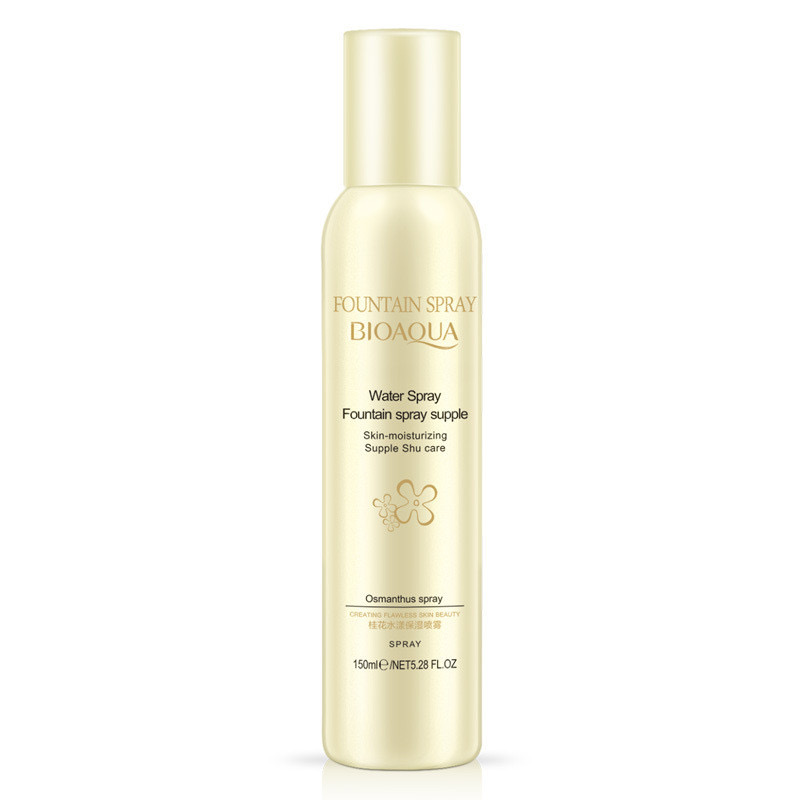 FOUNTAIN SPRAY
BIOAQUA
Water Spray
Fountain spray supple
Skin-moisturizing
Supple Shu care
Osmanthus spray
CREATING FLAWLESS SKIN BEAUTY
桂花水漾保湿喷雾
SPRAY
150ml℮/NET5.28 FL.OZ